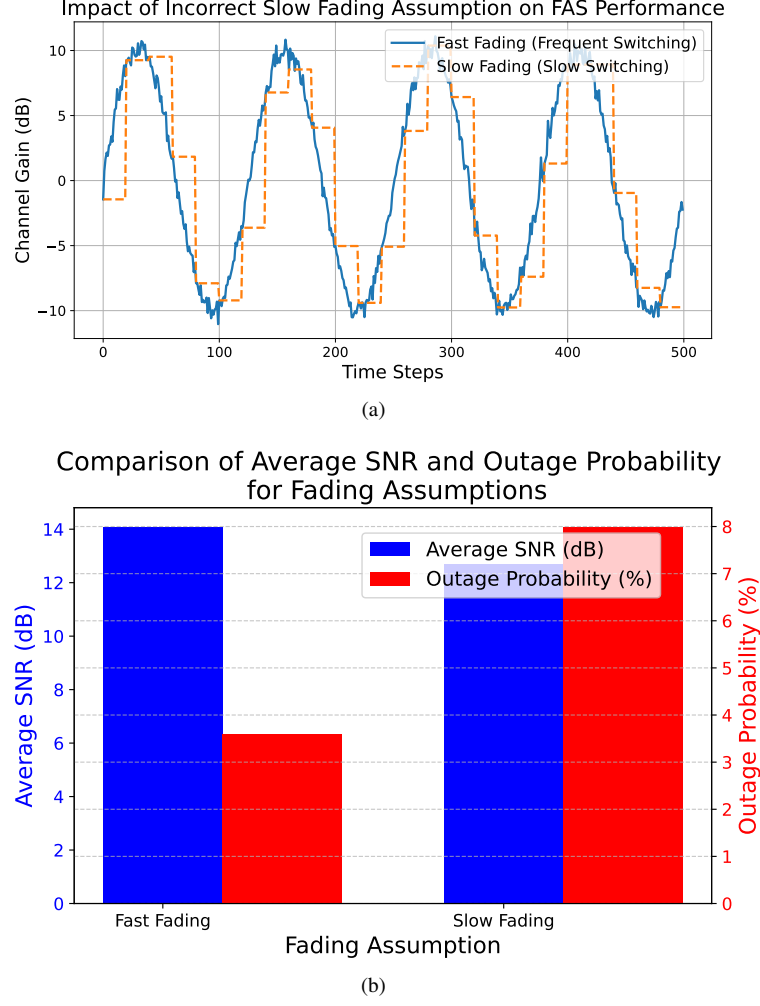 Impact of Incorrect Slow Fading Assumption on FAS Performance
Fast Fading (Frequent Switching)
Slow Fading (Slow Switching)
Channel Gain (dB)
10
5
0
−5
−10
0
100
200
300
400
500
Time Steps
(a)
Comparison of Average SNR and Outage Probability
for Fading Assumptions
Average SNR (dB)
Outage Probability (%)
Average SNR (dB)
14
12
10
8
6
4
2
0
8
7
6
5
4
3
2
1
0
Outage Probability (%)
Fast Fading
Slow Fading
Fading Assumption
(b)